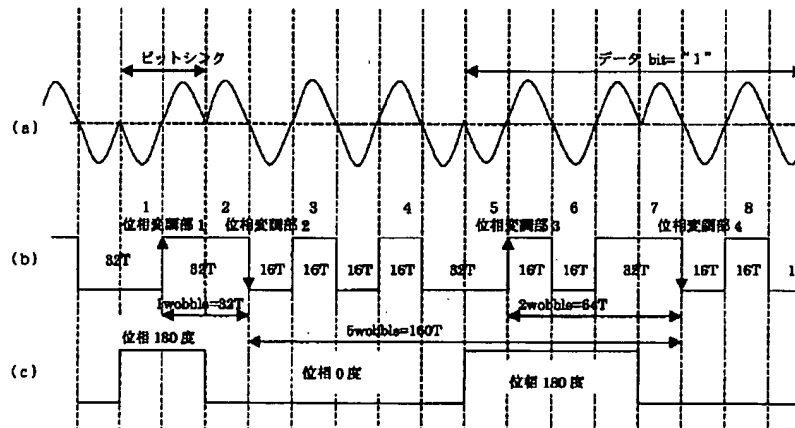 ビットシンク
データ bit= "1"
(a)
1 2 3 4 5 6 7 8
位相変調部1 位相変調部2 位相変調部3 位相変調部4
(b)
32T 32T 16T 16T 16T 16T 32T 16T 16T 32T 16T 16T 1
1wobble=32T
2wobble=64T
5wobble=160T
(c)
位相 180 度
位相 0 度
位相 180 度